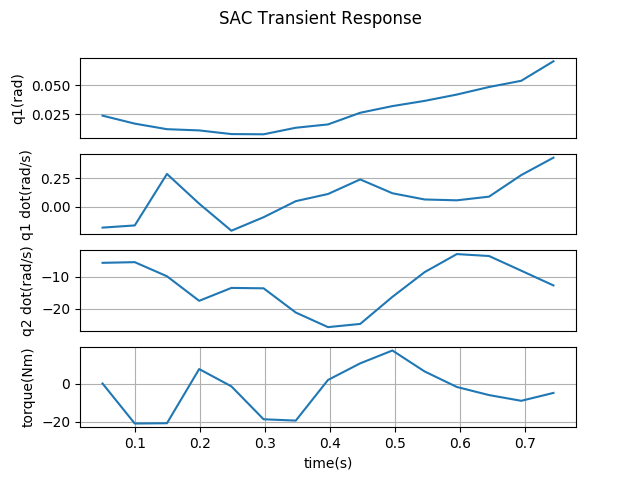 SAC Transient Response
q1(rad)
0.050
0.025
q1 dot(rad/s)
0.25
0.00
q2 dot(rad/s)
−10
−20
torque(Nm)
0
−20
0.1 0.2 0.3 0.4 0.5 0.6 0.7
time(s)